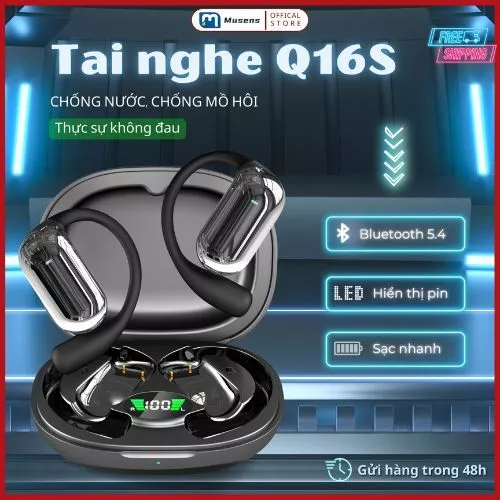 Musens OFFICIAL STORE
FREE SHIPPING
Tai nghe Q16S
CHỐNG NƯỚC, CHỐNG MỒ HÔI
Thực sự không đau
Bluetooth 5.4
LED Hiển thị pin
Sạc nhanh
R 100 L
Gửi hàng trong 48h